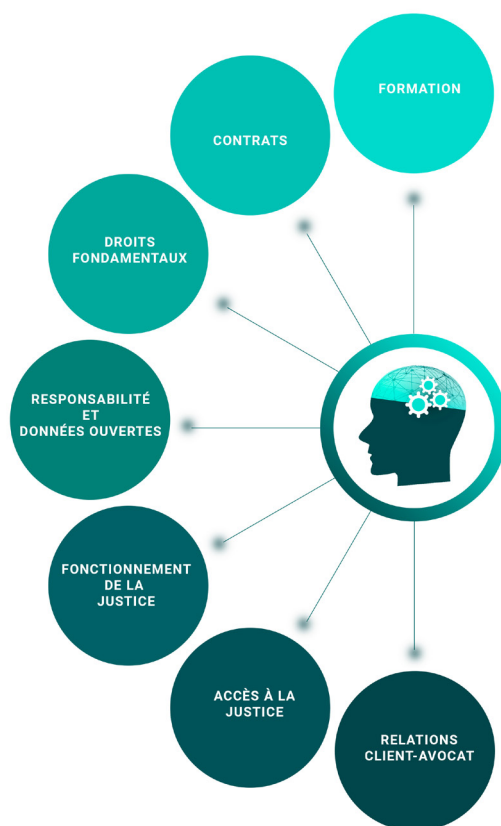 FORMATION
CONTRATS
DROITS
FONDAMENTAUX
RESPONSABILITÉ
ET
DONNÉES OUVERTES
FONCTIONNEMENT
DE LA
JUSTICE
ACCÈS À LA
JUSTICE
RELATIONS
CLIENT-AVOCAT